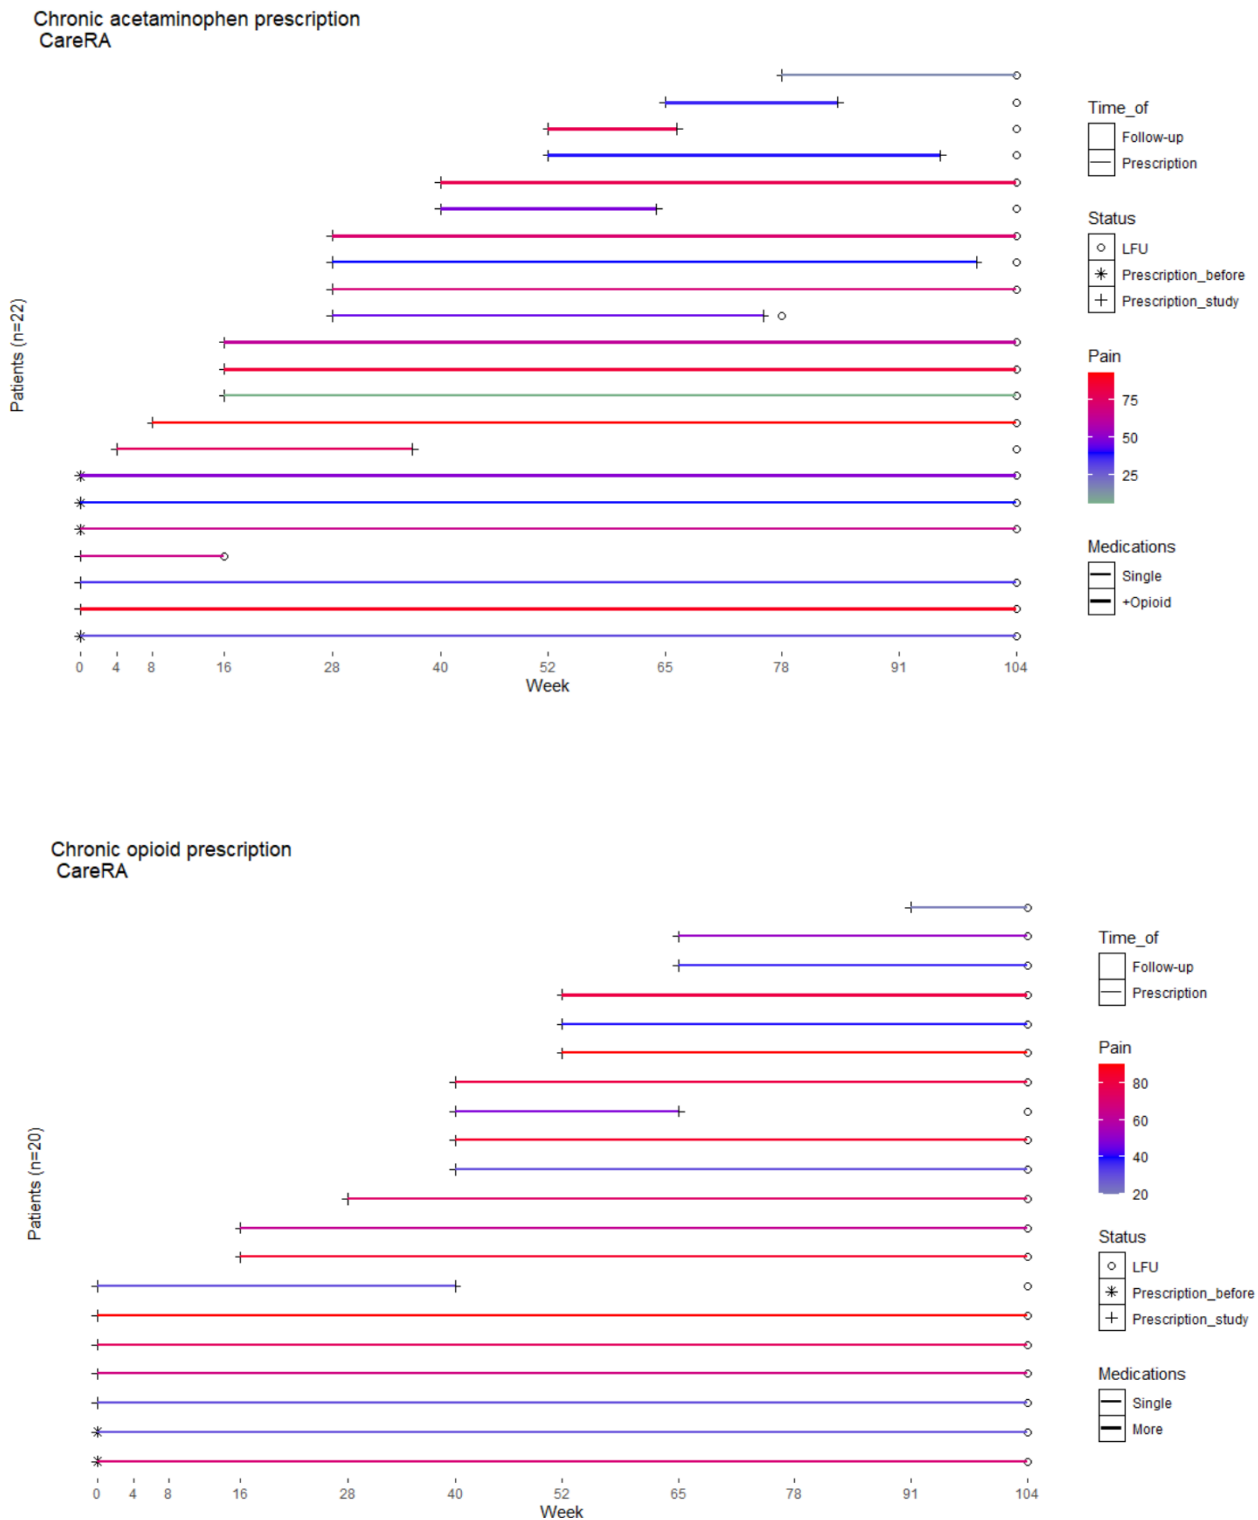 Chronic acetaminophen prescription
CareRA
Patients (n=22)
0 4 8 16 28 40 52 65 78 91 104
Week
Time_of
Follow-up
Prescription
Status
LFU
Prescription_before
Prescription_study
Pain
75
50
25
Medications
Single
+Opioid
Chronic opioid prescription
CareRA
Patients (n=20)
0 4 8 16 28 40 52 65 78 91 104
Week
Time_of
Follow-up
Prescription
Pain
80
60
40
20
Status
LFU
Prescription_before
Prescription_study
Medications
Single
More